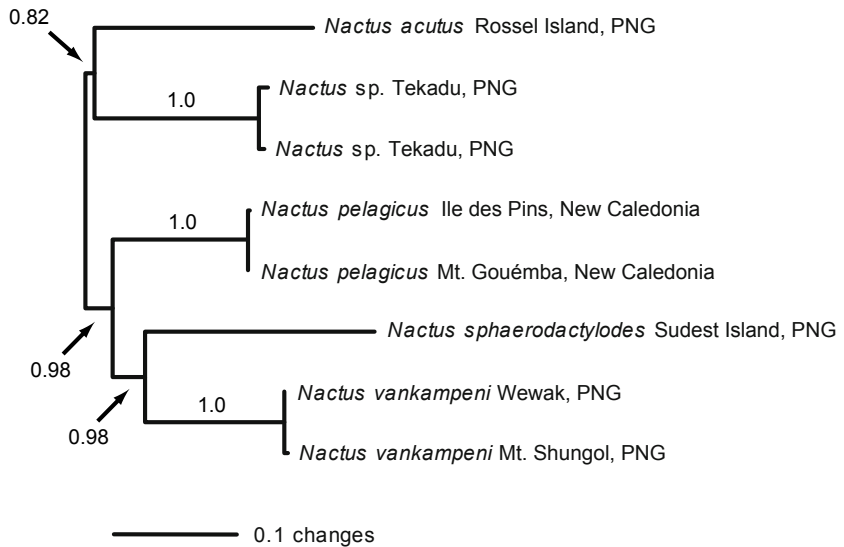 0.82
Nactus acutus Rossel Island, PNG
1.0
Nactus sp. Tekadu, PNG
Nactus sp. Tekadu, PNG
1.0
Nactus pelagicus Ile des Pins, New Caledonia
Nactus pelagicus Mt. Gouémba, New Caledonia
0.98
Nactus sphaerodactylodes Sudest Island, PNG
0.98
1.0
Nactus vankampeni Wewak, PNG
Nactus vankampeni Mt. Shungol, PNG
0.1 changes